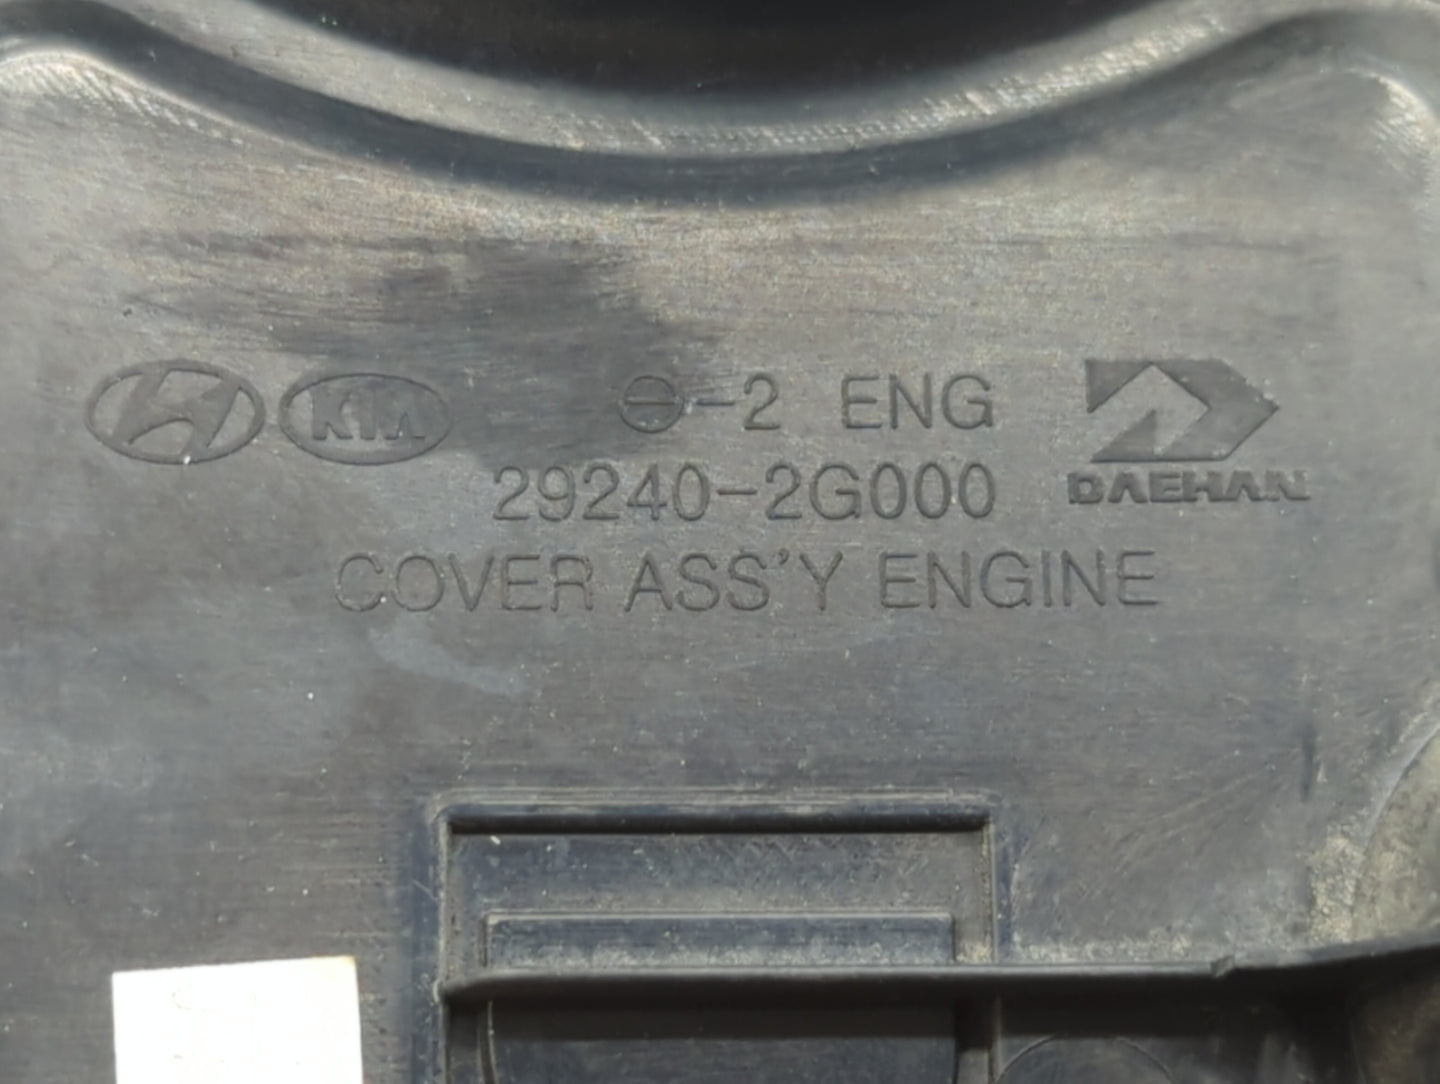 KIA θ-2 ENG
29240-2G000 DAEHAN
COVER ASS'Y ENGINE